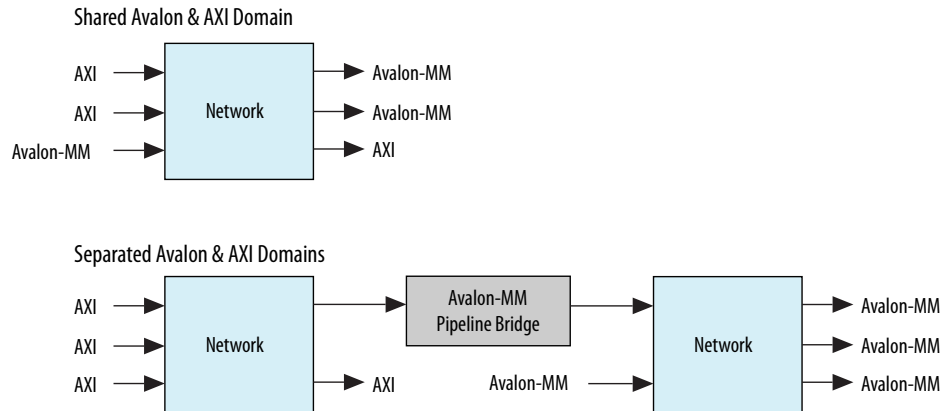 Shared Avalon & AXI Domain
AXI
Avalon-MM
AXI
Network
Avalon-MM
Avalon-MM
AXI
Separated Avalon & AXI Domains
AXI
Avalon-MM
Pipeline Bridge
Avalon-MM
AXI
Network
Network
Avalon-MM
AXI
AXI
Avalon-MM
Avalon-MM